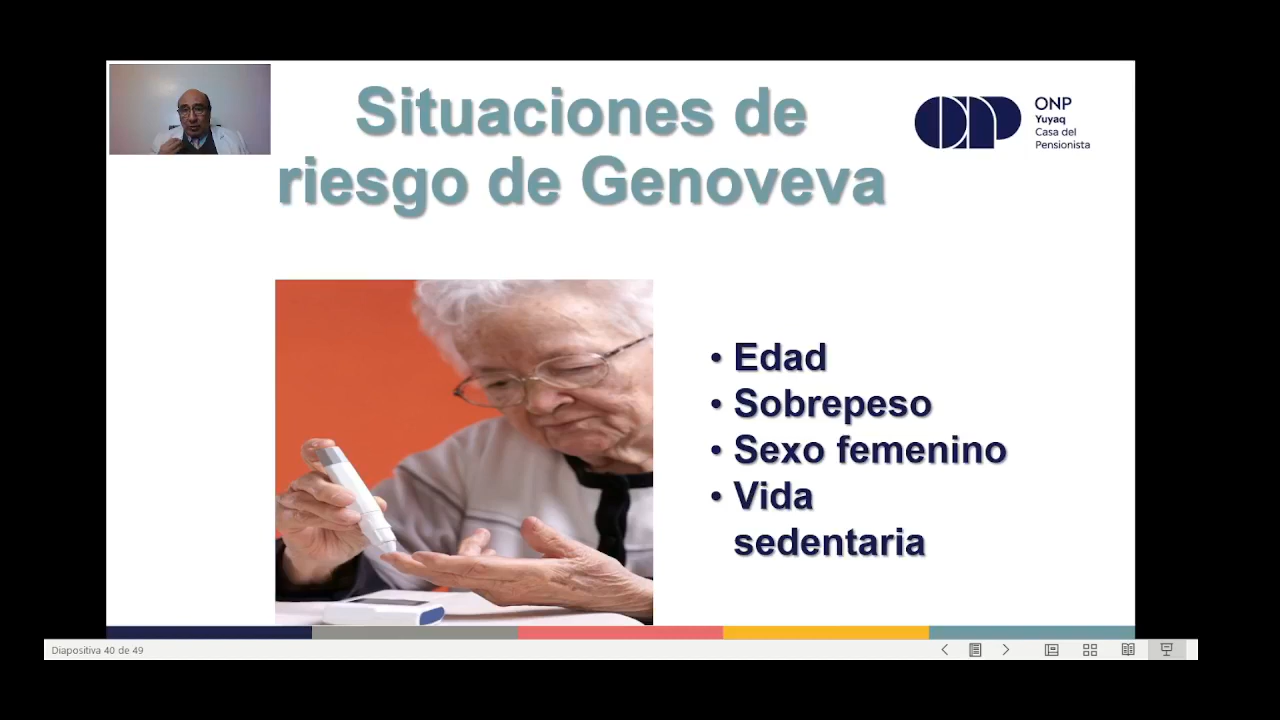 Situaciones de
riesgo de Genoveva
ONP
Yuyaq
Casa del
Pensionista
• Edad
• Sobrepeso
• Sexo femenino
• Vida
sedentaria
Diapositiva 40 de 49